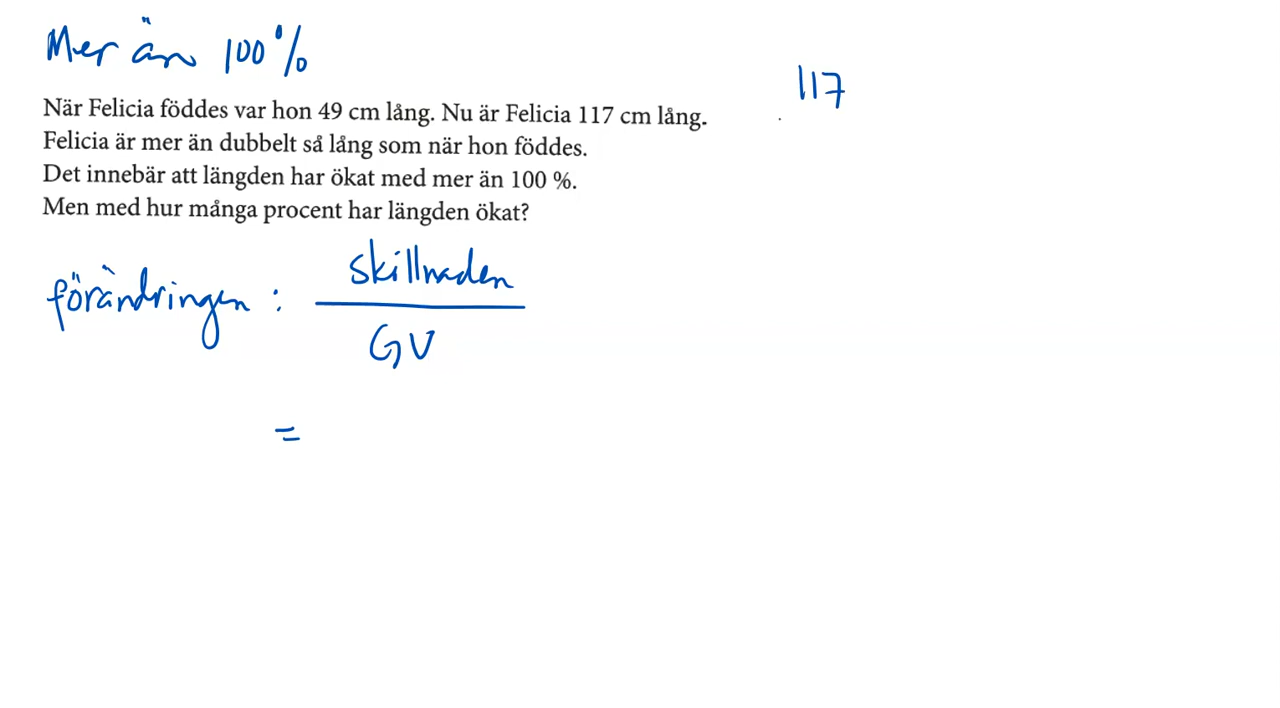 Mer än 100%
117
När Felicia föddes var hon 49 cm lång. Nu är Felicia 117 cm lång.
Felicia är mer än dubbelt så lång som när hon föddes.
Det innebär att längden har ökat med mer än 100 %.
Men med hur många procent har längden ökat?
förändringen :
skillnaden
GV
=